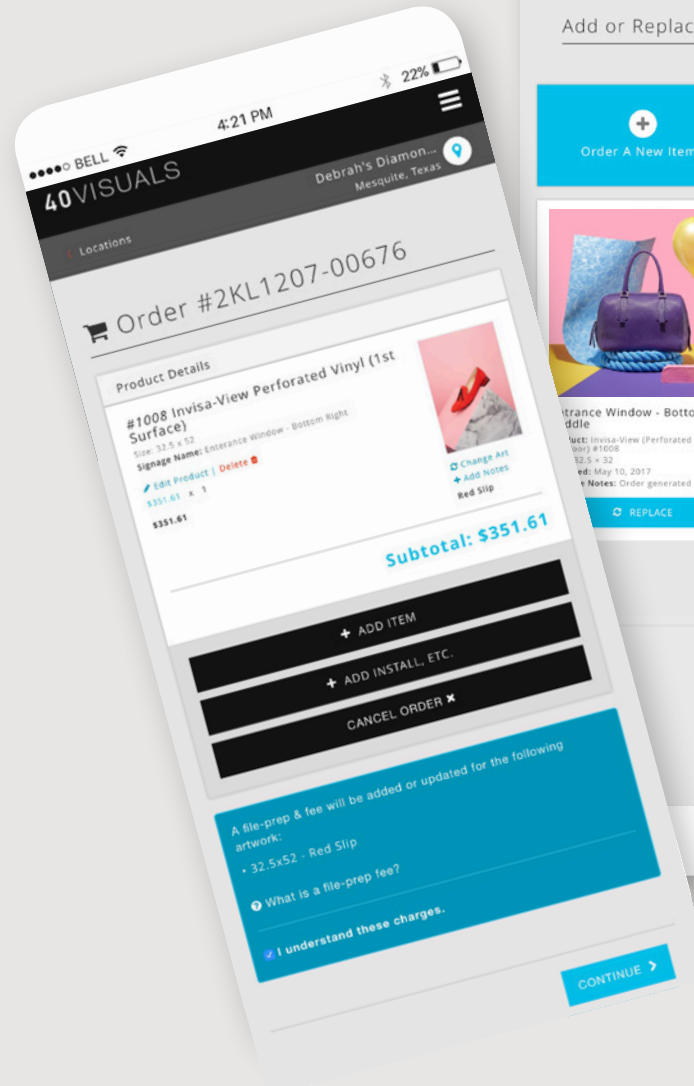 BELL
4:21 PM
22%
40VISUALS
Locations
Debrah's Diamon...
Mesquite, Texas
Order #2KL1207-00676
Product Details
#1008 Invisa-View Perforated Vinyl (1st
Surface)
Size: 32.5 x 52
Signage Name: Enterance Window - Bottom Right
Edit Product | Delete
$351.61 x 1
$351.61
Change Art
+ Add Notes
Red Slip
Subtotal: $351.61
+ ADD ITEM
+ ADD INSTALL, ETC.
CANCEL ORDER ✖
A file-prep & fee will be added or updated for the following
artwork:
• 32.5x52 - Red Slip
What is a file-prep fee?
I understand these charges.
CONTINUE
Add or Replac
Order A New Item
trance Window - Botto
ddle
uct: Invisa-View (Perforated
oor) #1008
32.5 × 32
ed: May 10, 2017
e Notes: Order generated
REPLACE